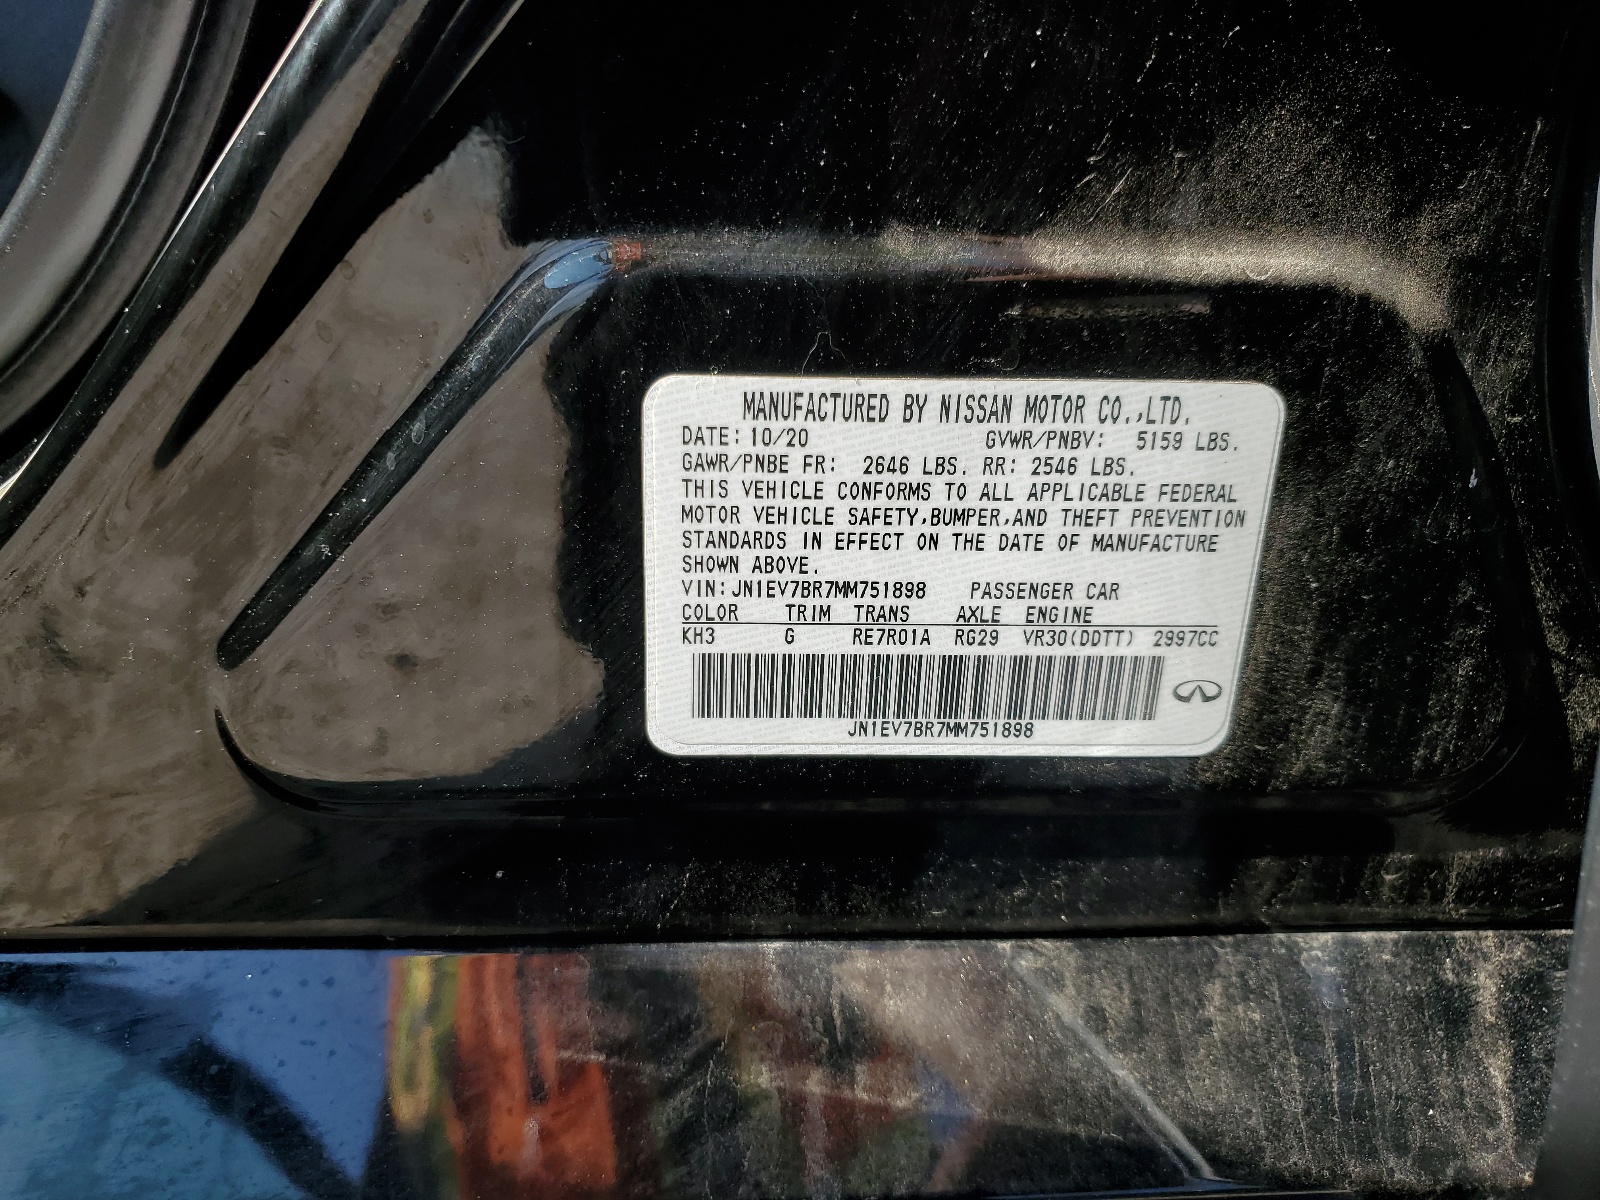 MANUFACTURED BY NISSAN MOTOR CO.,LTD.
DATE: 10/20 GVWR/PNBV: 5159 LBS.
GAWR/PNBE FR: 2646 LBS. RR: 2546 LBS.
THIS VEHICLE CONFORMS TO ALL APPLICABLE FEDERAL
MOTOR VEHICLE SAFETY,BUMPER,AND THEFT PREVENTION
STANDARDS IN EFFECT ON THE DATE OF MANUFACTURE
SHOWN ABOVE.
VIN: JN1EV7BR7MM751898 PASSENGER CAR
COLOR TRIM TRANS AXLE ENGINE
KH3 G RE7R01A RG29 VR30(DDTT) 2997CC
JN1EV7BR7MM751898